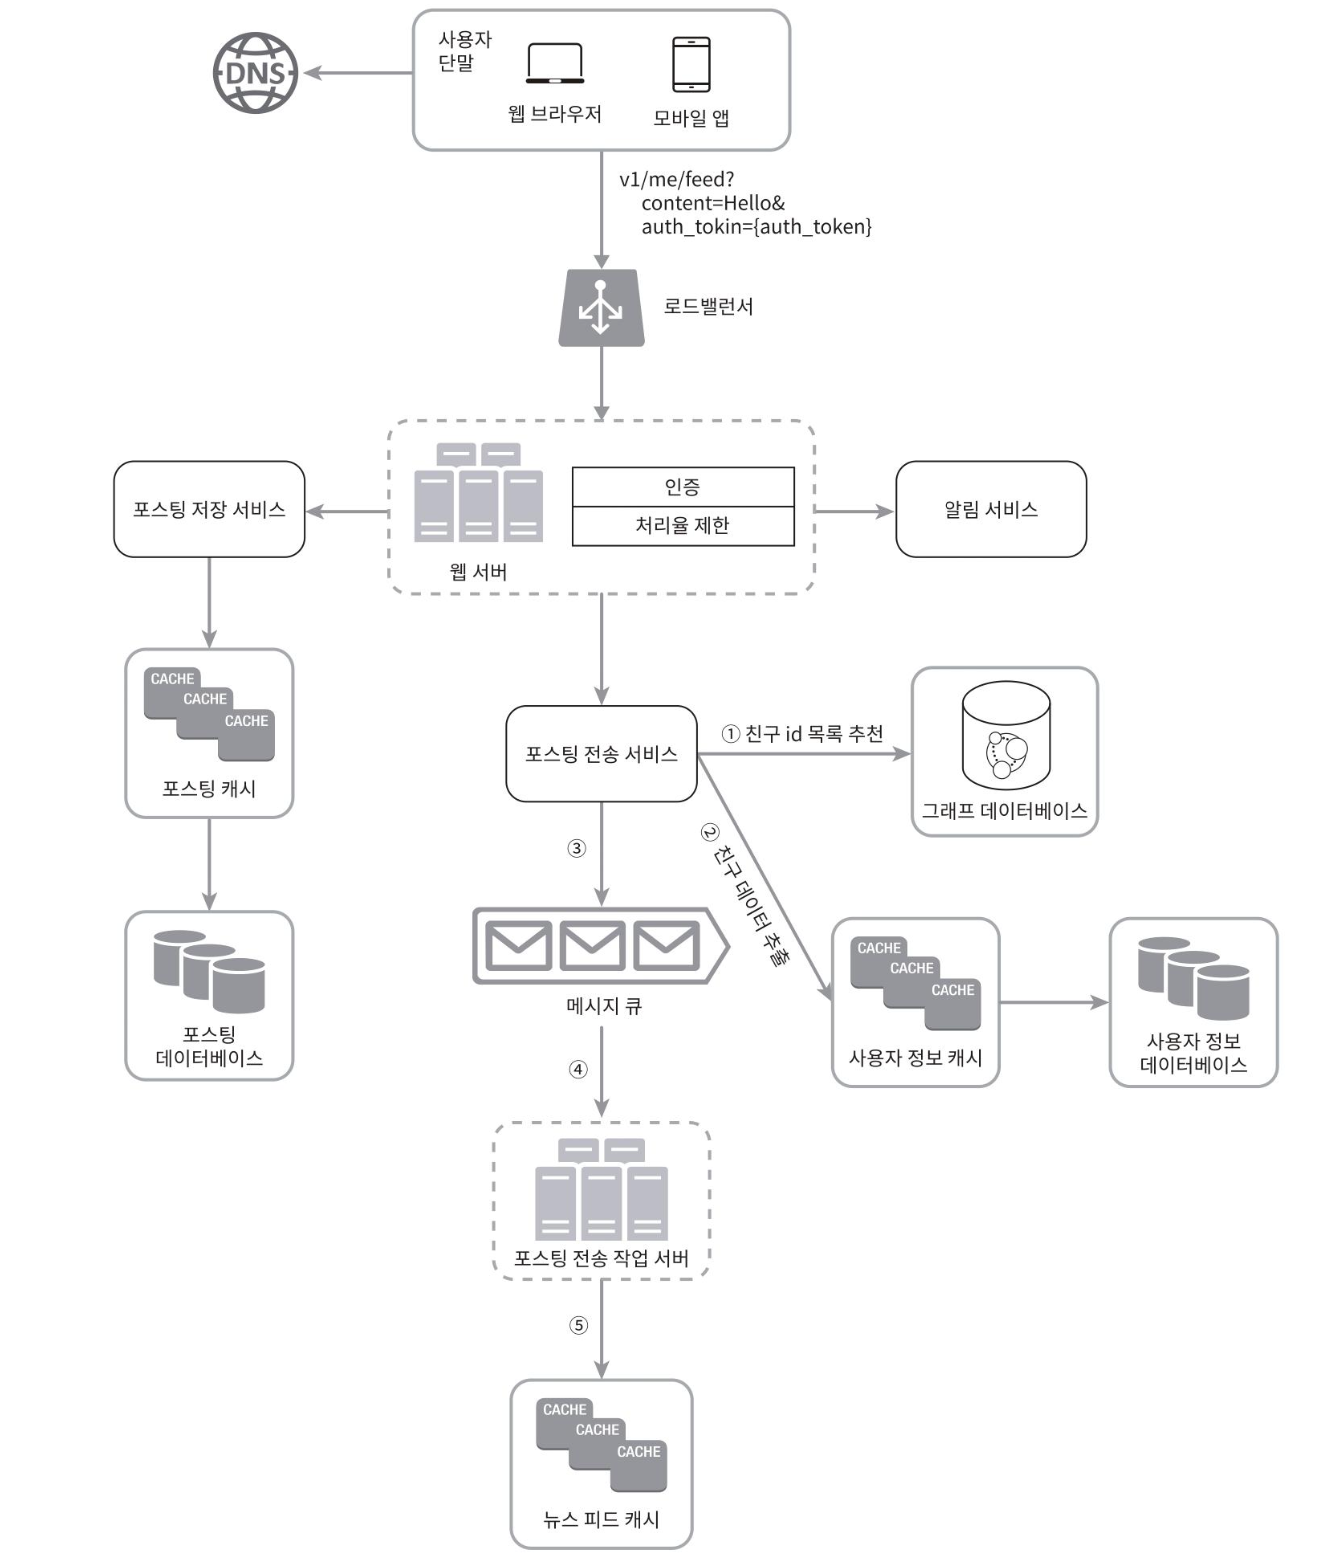 DNS
사용자
단말
웹 브라우저
모바일 앱
v1/me/feed?
content=Hello&
auth_tokin={auth_token}
로드밸런서
포스팅 저장 서비스
인증
처리율 제한
웹 서버
알림 서비스
CACHE
CACHE
CACHE
포스팅 캐시
포스팅 전송 서비스
① 친구 id 목록 추천
그래프 데이터베이스
③
② 친구 데이터 추출
포스팅
데이터베이스
메시지 큐
CACHE
CACHE
CACHE
사용자 정보 캐시
사용자 정보
데이터베이스
④
포스팅 전송 작업 서버
⑤
CACHE
CACHE
CACHE
뉴스 피드 캐시